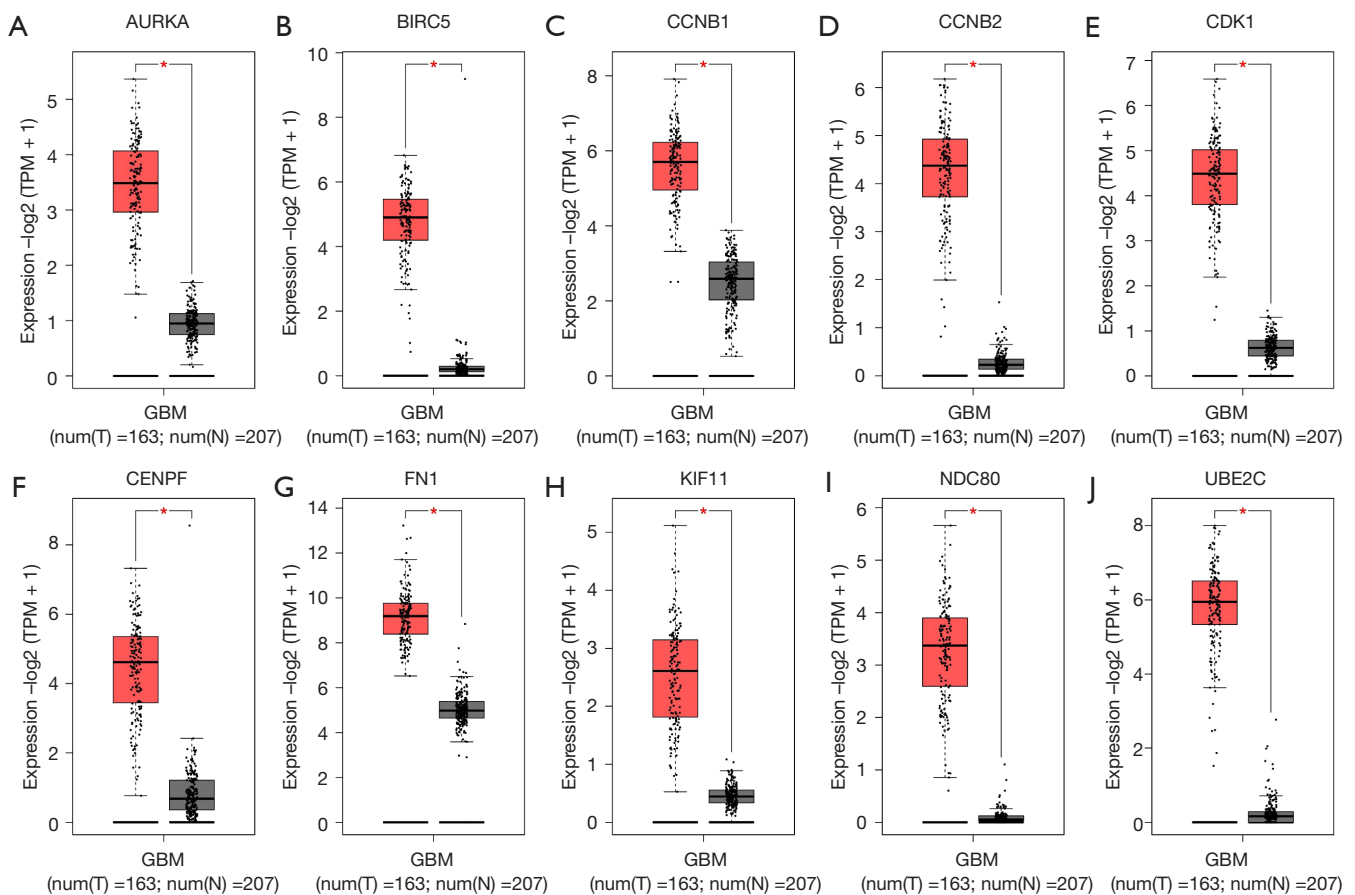 A
AURKA
*
Expression –log2 (TPM + 1)
5
4
3
2
1
0
GBM
(num(T) =163; num(N) =207)
B
BIRC5
*
Expression –log2 (TPM + 1)
10
8
6
4
2
0
GBM
(num(T) =163; num(N) =207)
C
CCNB1
*
Expression –log2 (TPM + 1)
8
6
4
2
0
GBM
(num(T) =163; num(N) =207)
D
CCNB2
*
Expression –log2 (TPM + 1)
6
5
4
3
2
1
0
GBM
(num(T) =163; num(N) =207)
E
CDK1
*
Expression –log2 (TPM + 1)
7
6
5
4
3
2
1
0
GBM
(num(T) =163; num(N) =207)
F
CENPF
*
Expression –log2 (TPM + 1)
8
6
4
2
0
GBM
(num(T) =163; num(N) =207)
G
FN1
*
Expression –log2 (TPM + 1)
14
12
10
8
6
4
2
0
GBM
(num(T) =163; num(N) =207)
H
KIF11
*
Expression –log2 (TPM + 1)
5
4
3
2
1
0
GBM
(num(T) =163; num(N) =207)
I
NDC80
*
Expression –log2 (TPM + 1)
6
5
4
3
2
1
0
GBM
(num(T) =163; num(N) =207)
J
UBE2C
*
Expression –log2 (TPM + 1)
8
6
4
2
0
GBM
(num(T) =163; num(N) =207)